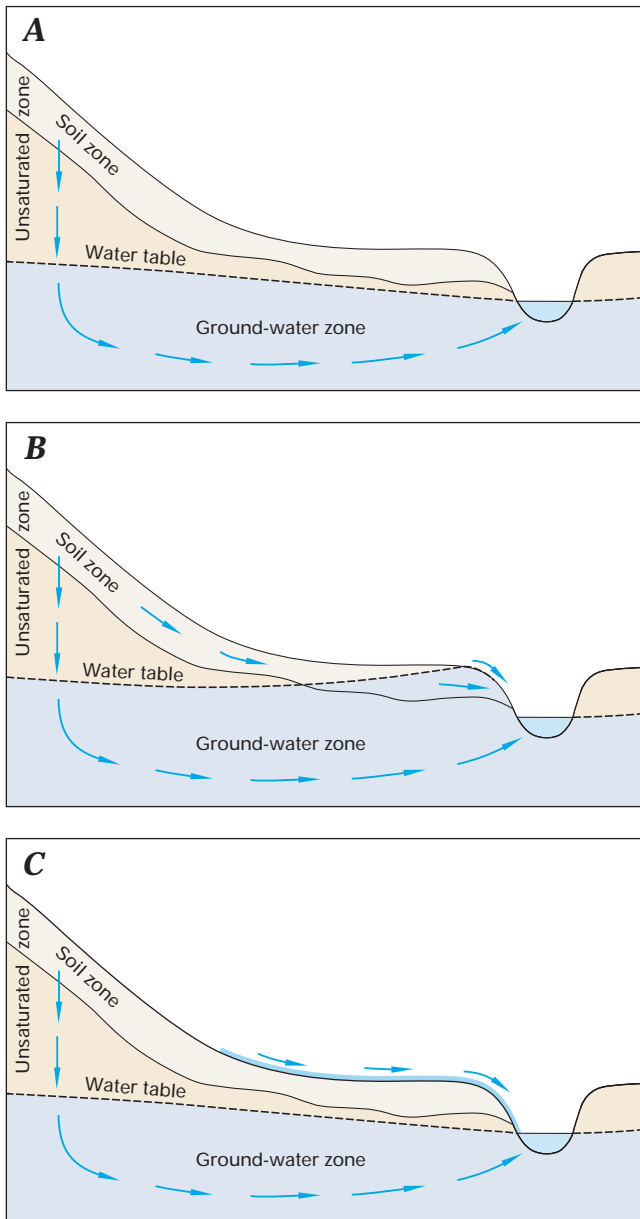 A
Unsaturated zone
Soil zone
Water table
Ground-water zone
B
Unsaturated zone
Soil zone
Water table
Ground-water zone
C
Unsaturated zone
Soil zone
Water table
Ground-water zone